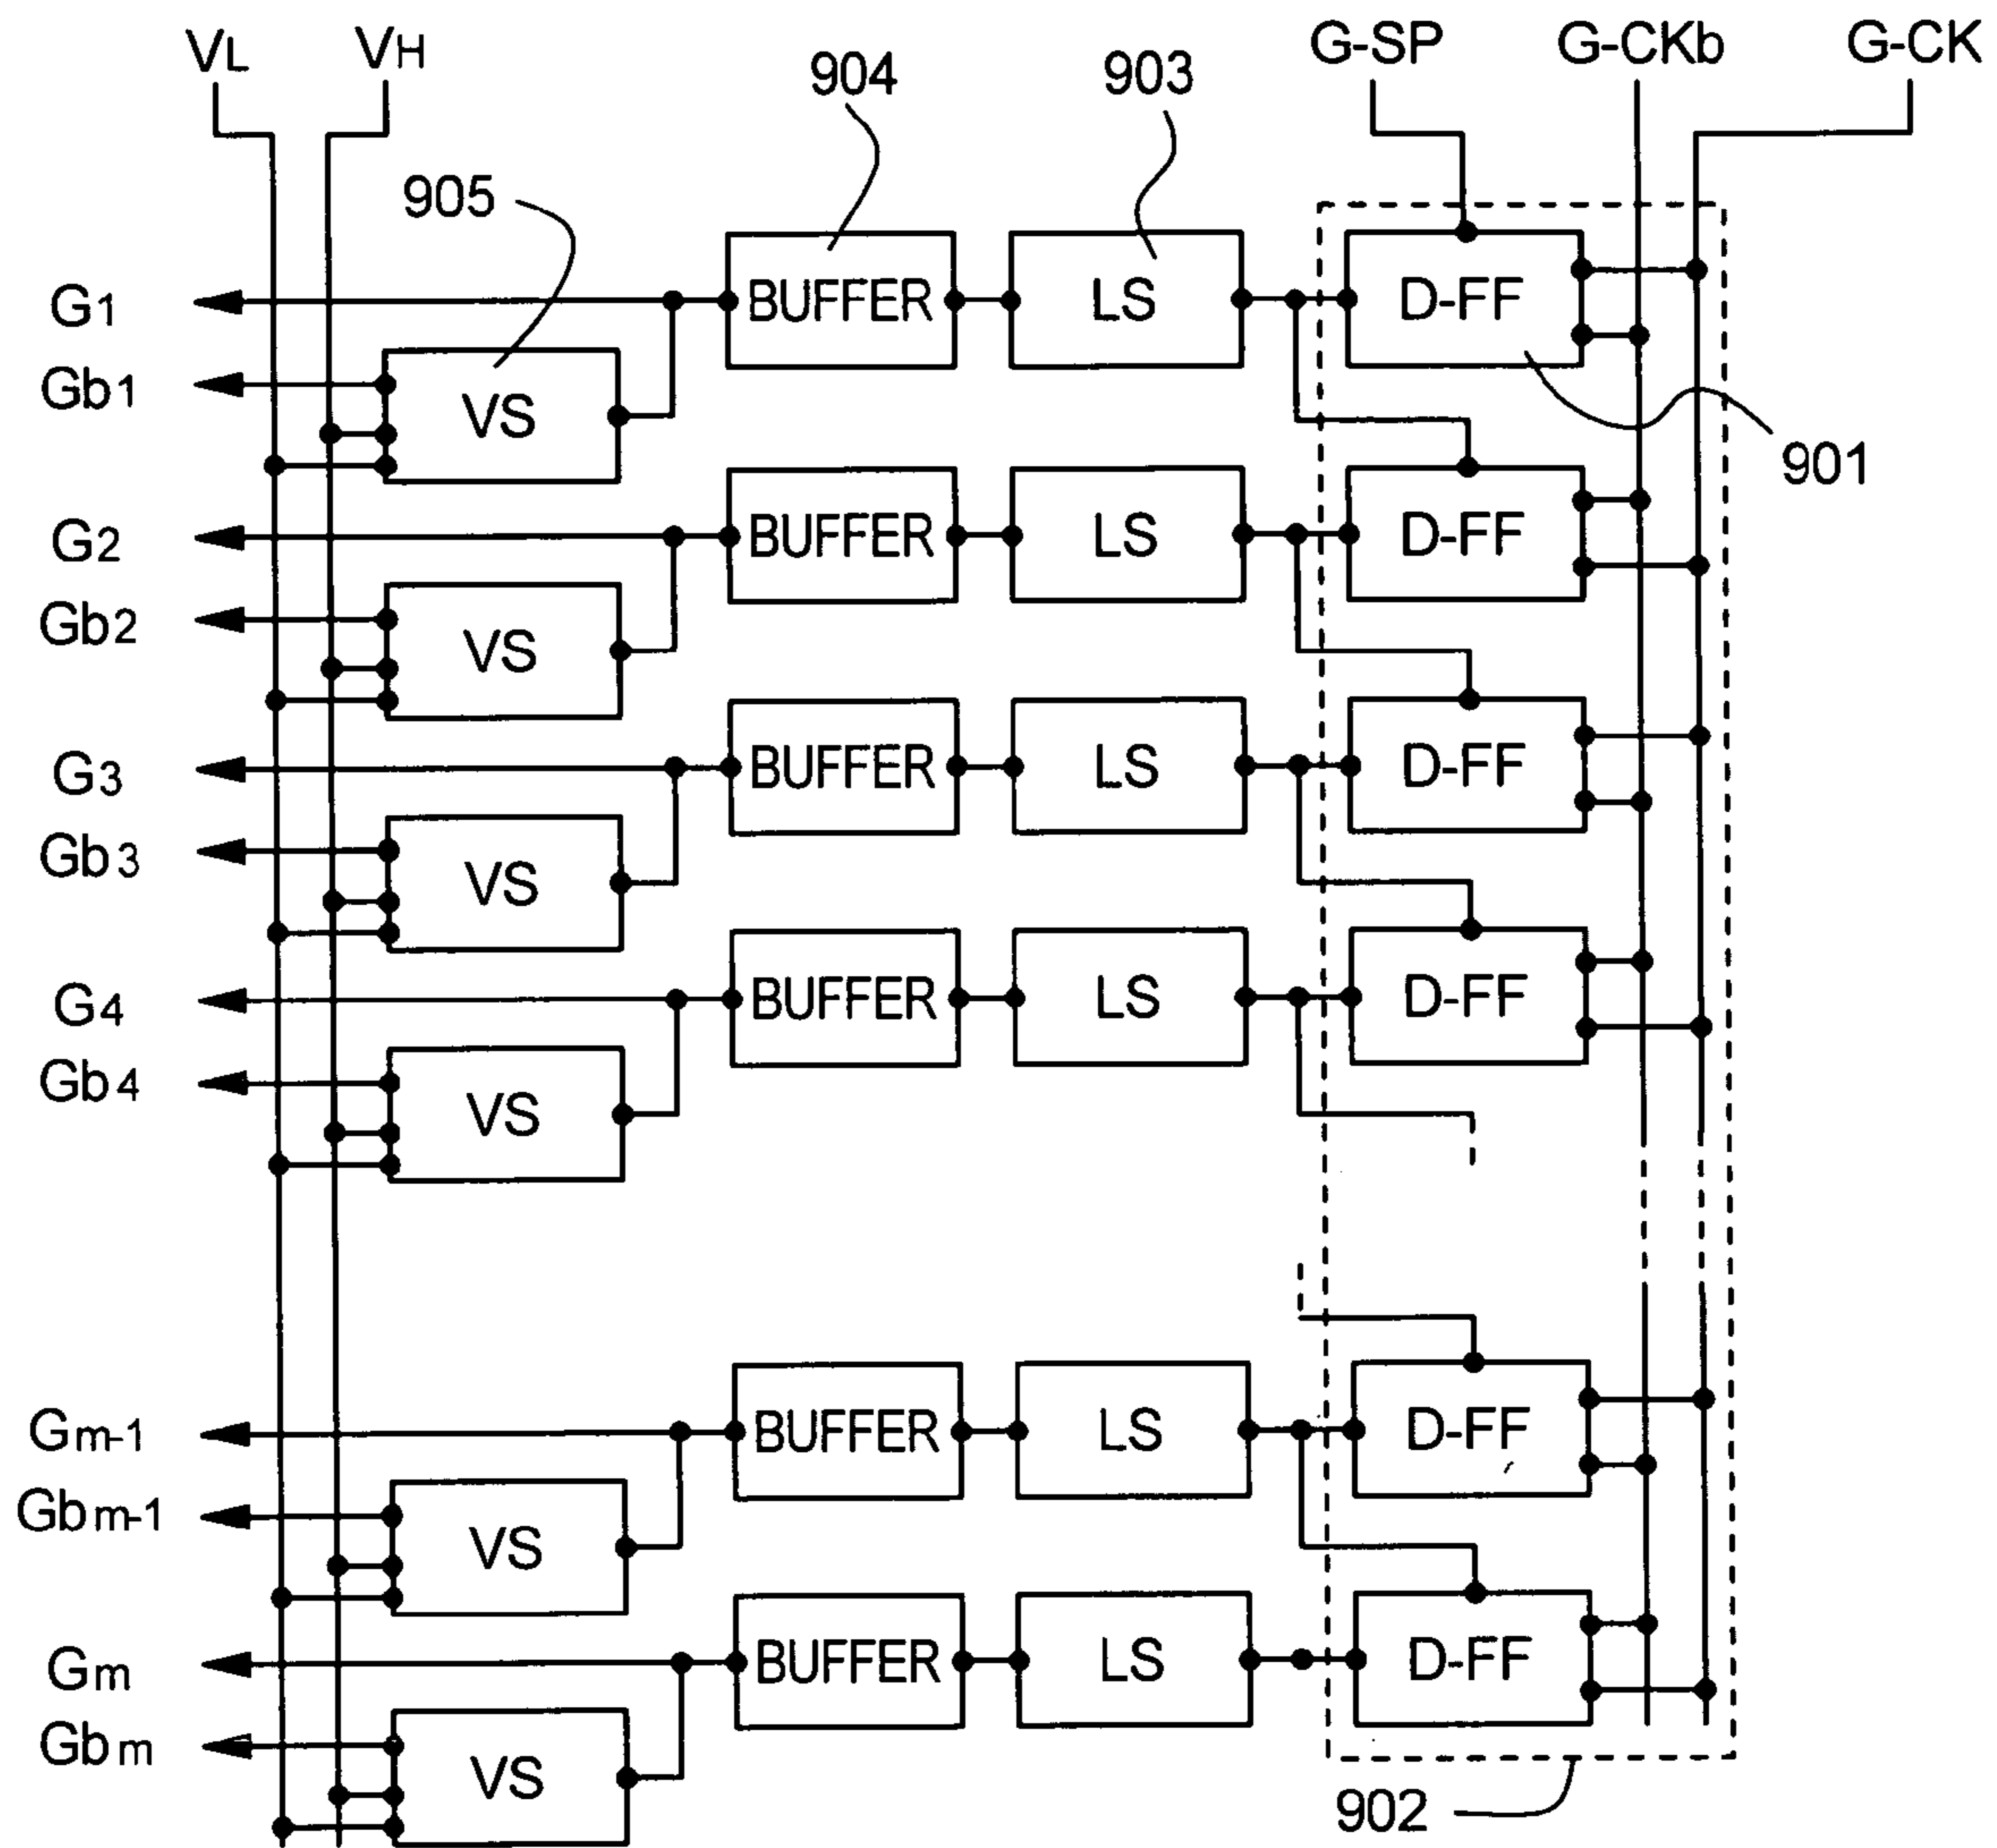 VL VH 904 903 G-SP G-CKb G-CK
905
G1 BUFFER LS D-FF
Gb1 VS
901
G2 BUFFER LS D-FF
Gb2 VS
G3 BUFFER LS D-FF
Gb3 VS
G4 BUFFER LS D-FF
Gb4 VS
Gm-1 BUFFER LS D-FF
Gbm-1 VS
Gm BUFFER LS D-FF
Gbm VS
902